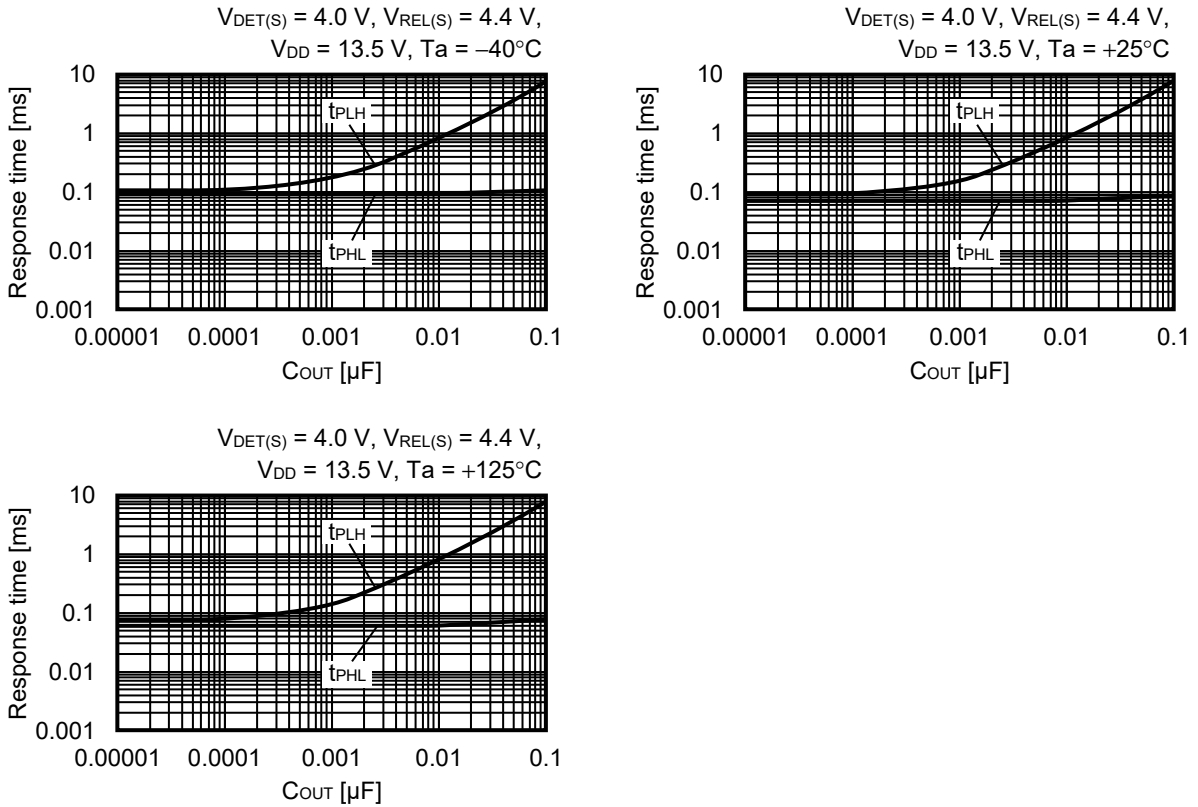 VDET(S) = 4.0 V, VREL(S) = 4.4 V,
VDD = 13.5 V, Ta = −40°C
Response time [ms]
10
1
0.1
0.01
0.001
tPLH
tPHL
0.00001 0.0001 0.001 0.01 0.1
COUT [µF]
VDET(S) = 4.0 V, VREL(S) = 4.4 V,
VDD = 13.5 V, Ta = +25°C
Response time [ms]
10
1
0.1
0.01
0.001
tPLH
tPHL
0.00001 0.0001 0.001 0.01 0.1
COUT [µF]
VDET(S) = 4.0 V, VREL(S) = 4.4 V,
VDD = 13.5 V, Ta = +125°C
Response time [ms]
10
1
0.1
0.01
0.001
tPLH
tPHL
0.00001 0.0001 0.001 0.01 0.1
COUT [µF]